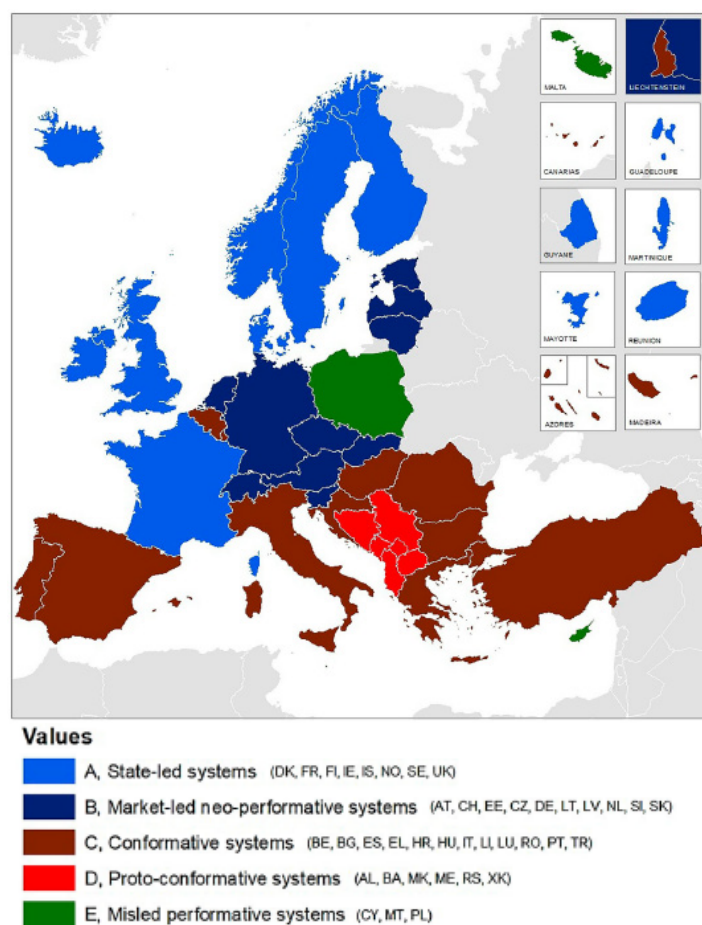 MALTA
LIECHTENSTEIN
CANARIAS
GUADELOUPE
GUYANE
MARTINIQUE
MAYOTTE
REUNION
AZORES
MADEIRA
Values
A, State-led systems (DK, FR, FI, IE, IS, NO, SE, UK)
B, Market-led neo-performative systems (AT, CH, EE, CZ, DE, LT, LV, NL, SI, SK)
C, Conformative systems (BE, BG, ES, EL, HR, HU, IT, LI, LU, RO, PT, TR)
D, Proto-conformative systems (AL, BA, MK, ME, RS, XK)
E, Misled performative systems (CY, MT, PL)